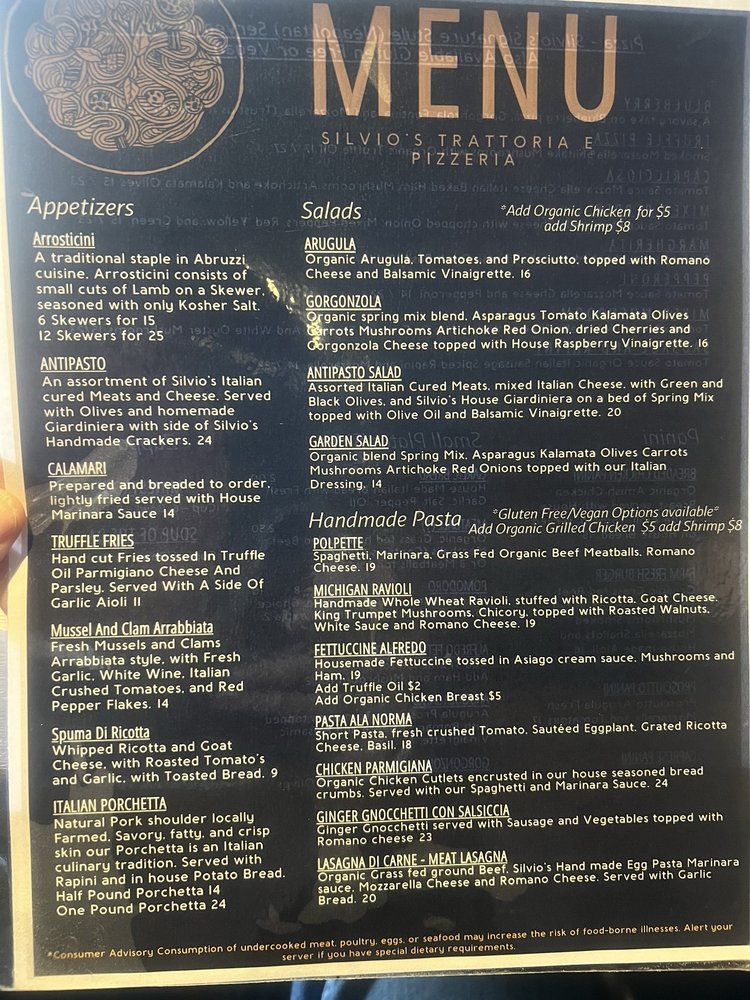 MENU
SILVIO'S TRATTORIA E
PIZZERIA
Appetizers
Arrosticini
A traditional staple in Abruzzi
cuisine. Arrosticini consists of
small cuts of Lamb on a Skewer,
seasoned with only Kosher Salt.
6 Skewers for 15
12 Skewers for 25
ANTIPASTO
An assortment of Silvio's Italian
cured Meats and Cheese. Served
with Olives and homemade
Giardiniera with side of Silvio's
Handmade Crackers. 24
CALAMARI
Prepared and breaded to order,
lightly fried served with House
Marinara Sauce 14
TRUFFLE FRIES
Hand cut Fries tossed In Truffle
Oil Parmigiano Cheese And
Parsley. Served With A Side Of
Garlic Aioli 11
Mussel And Clam Arrabbiata
Fresh Mussels and Clams
Arrabbiata style, with Fresh
Garlic, White Wine, Italian
Crushed Tomatoes, and Red
Pepper Flakes. 14
Spuma Di Ricotta
Whipped Ricotta and Goat
Cheese, with Roasted Tomato's
and Garlic, with Toasted Bread. 9
ITALIAN PORCHETTA
Natural Pork shoulder locally
Farmed. Savory, fatty, and crisp
skin our Porchetta is an Italian
culinary tradition. Served with
Rapini and in house Potato Bread.
Half Pound Porchetta 14
One Pound Porchetta 24
Salads
*Add Organic Chicken for $5
add Shrimp $8
ARUGULA
Organic Arugula, Tomatoes, and Prosciutto, topped with Romano
Cheese and Balsamic Vinaigrette. 16
GORGONZOLA
Organic spring mix blend, Asparagus Tomato Kalamata Olives
Carrots Mushrooms Artichoke Red Onion, dried Cherries and
Gorgonzola Cheese topped with House Raspberry Vinaigrette. 16
ANTIPASTO SALAD
Assorted Italian Cured Meats, mixed Italian Cheese, with Green and
Black Olives, and Silvio's House Giardiniera on a bed of Spring Mix
topped with Olive Oil and Balsamic Vinaigrette. 20
GARDEN SALAD
Organic blend Spring Mix, Asparagus Kalamata Olives Carrots
Mushrooms Artichoke Red Onions topped with our Italian
Dressing. 14
Handmade Pasta
*Gluten Free/Vegan Options available*
Add Organic Grilled Chicken $5 add Shrimp $8
POLPETTE
Spaghetti, Marinara, Grass Fed Organic Beef Meatballs, Romano
Cheese. 19
MICHIGAN RAVIOLI
Handmade Whole Wheat Ravioli, stuffed with Ricotta, Goat Cheese,
King Trumpet Mushrooms, Chicory, topped with Roasted Walnuts,
White Sauce and Romano Cheese. 19
FETTUCCINE ALFREDO
Housemade Fettuccine tossed in Asiago cream sauce, Mushrooms and
Ham. 19
Add Truffle Oil $2
Add Organic Chicken Breast $5
PASTA ALA NORMA
Short Pasta, fresh crushed Tomato, Sautéed Eggplant, Grated Ricotta
Cheese, Basil. 18
CHICKEN PARMIGIANA
Organic Chicken Cutlets encrusted in our house seasoned bread
crumbs. Served with our Spaghetti and Marinara Sauce. 24
GINGER GNOCCHETTI CON SALSICCIA
Ginger Gnocchetti served with Sausage and Vegetables topped with
Romano cheese 23
LASAGNA DI CARNE - MEAT LASAGNA
Organic Grass fed ground Beef, Silvio's Hand made Egg Pasta Marinara
sauce, Mozzarella Cheese and Romano Cheese. Served with Garlic
Bread. 20
*Consumer Advisory Consumption of undercooked meat, poultry, eggs, or seafood may increase the risk of food-borne illnesses. Alert your
server if you have special dietary requirements.